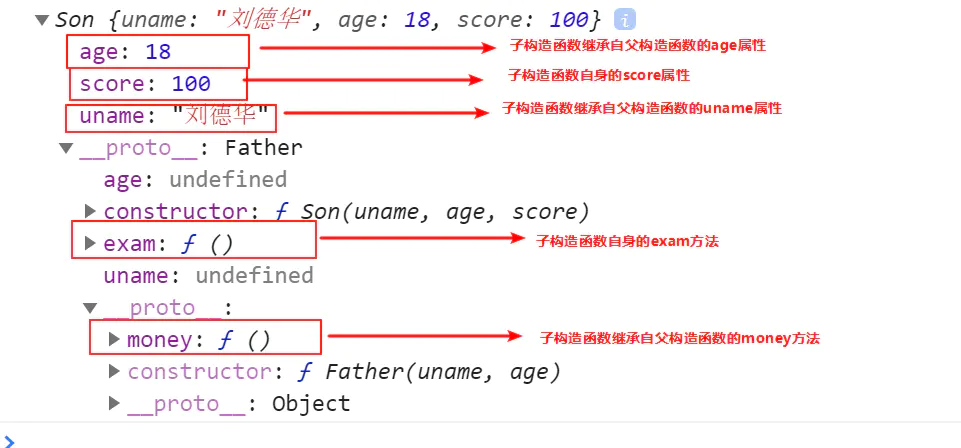 ▼Son {uname: "刘德华", age: 18, score: 100} i
age: 18 子构造函数继承自父构造函数的age属性
score: 100 子构造函数自身的score属性
uname: "刘德华" 子构造函数继承自父构造函数的uname属性
▼__proto__: Father
age: undefined
▶constructor: ƒ Son(uname, age, score)
▶exam: ƒ () 子构造函数自身的exam方法
uname: undefined
▼__proto__:
▶money: ƒ () 子构造函数继承自父构造函数的money方法
▶constructor: ƒ Father(uname, age)
▶__proto__: Object
>